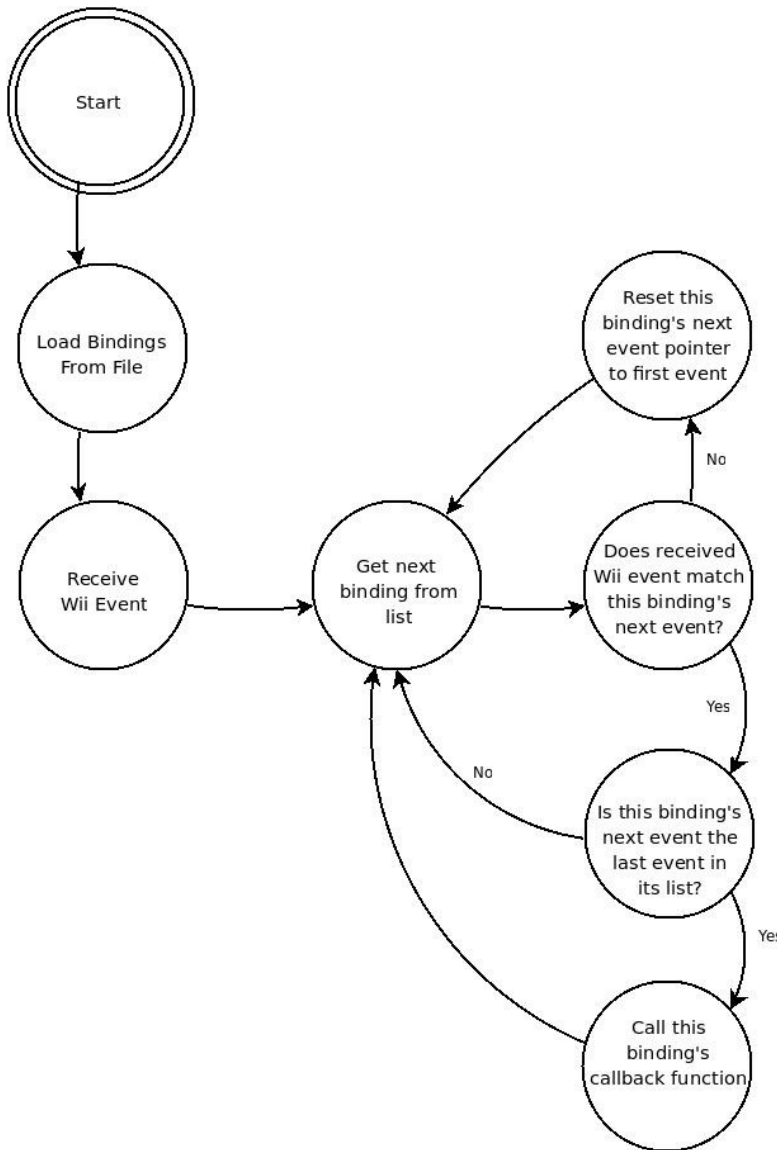 Start
Load Bindings
From File
Receive
Wii Event
Get next
binding from
list
Reset this
binding's next
event pointer
to first event
No
Does received
Wii event match
this binding's
next event?
Yes
No
Is this binding's
next event the
last event in
its list?
Yes
Call this
binding's
callback function